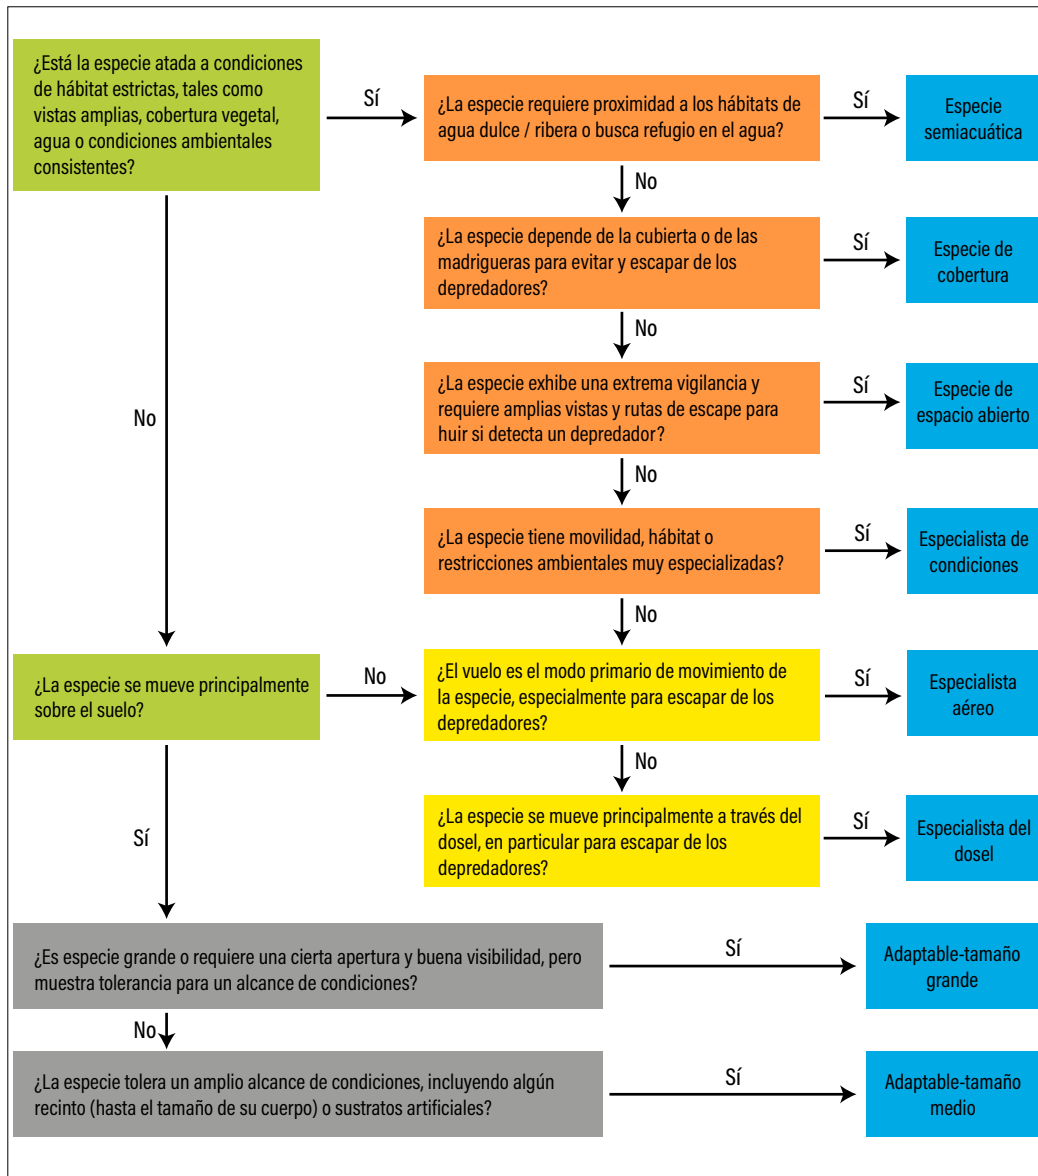 ¿Está la especie atada a condiciones
de hábitat estrictas, tales como
vistas amplias, cobertura vegetal,
agua o condiciones ambientales
consistentes?
Sí
¿La especie requiere proximidad a los hábitats de
agua dulce / ribera o busca refugio en el agua?
Sí
Especie
semiacuática
No
¿La especie depende de la cubierta o de las
madrigueras para evitar y escapar de los
depredadores?
Sí
Especie de
cobertura
No
¿La especie exhibe una extrema vigilancia y
requiere amplias vistas y rutas de escape para
huir si detecta un depredador?
Sí
Especie de
espacio abierto
No
No
¿La especie tiene movilidad, hábitat o
restricciones ambientales muy especializadas?
Sí
Especialista de
condiciones
No
¿La especie se mueve principalmente
sobre el suelo?
No
¿El vuelo es el modo primario de movimiento de
la especie, especialmente para escapar de los
depredadores?
Sí
Especialista
aéreo
No
Sí
¿La especie se mueve principalmente a través del
dosel, en particular para escapar de los
depredadores?
Sí
Especialista del
dosel
¿Es especie grande o requiere una cierta apertura y buena visibilidad, pero
muestra tolerancia para un alcance de condiciones?
Sí
Adaptable-tamaño
grande
No
¿La especie tolera un amplio alcance de condiciones, incluyendo algún
recinto (hasta el tamaño de su cuerpo) o sustratos artificiales?
Sí
Adaptable-tamaño
medio